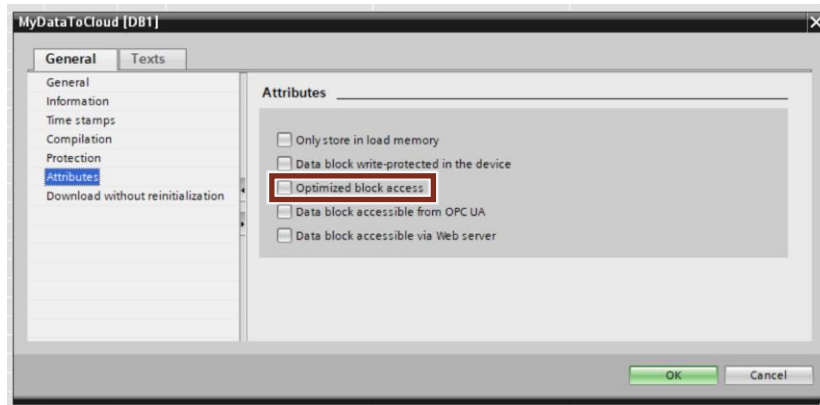 MyDataToCloud [DB1]
General Texts
General
Information
Time stamps
Compilation
Protection
Attributes
Download without reinitialization
Attributes
Only store in load memory
Data block write-protected in the device
Optimized block access
Data block accessible from OPC UA
Data block accessible via Web server
OK Cancel